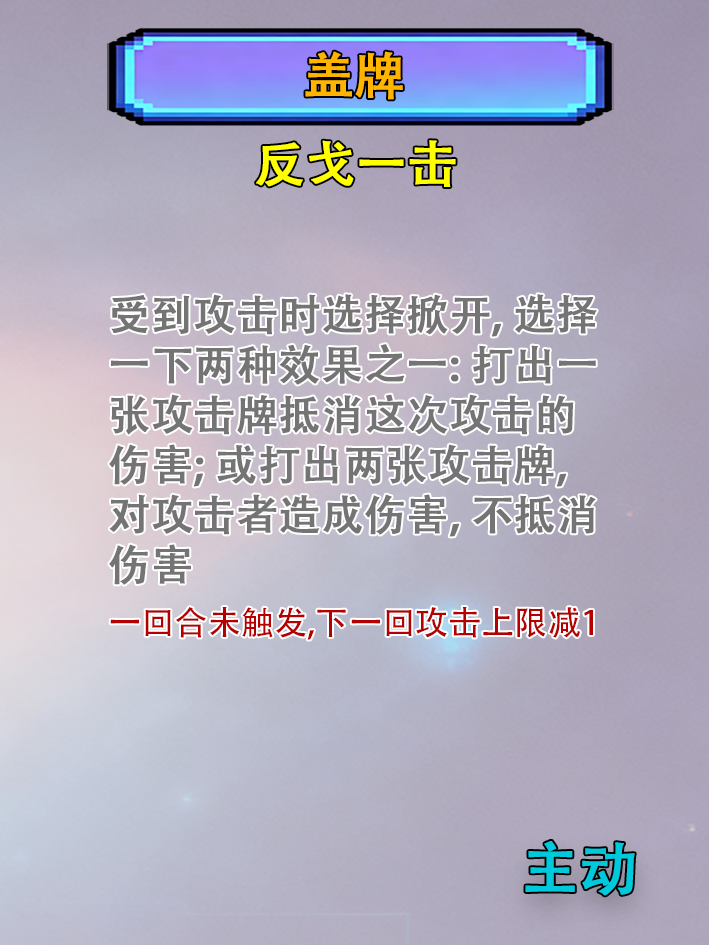 盖牌
反戈一击
受到攻击时选择掀开, 选择
一下两种效果之一: 打出一
张攻击牌抵消这次攻击的
伤害; 或打出两张攻击牌,
对攻击者造成伤害, 不抵消
伤害
一回合未触发,下一回攻击上限减1
主动